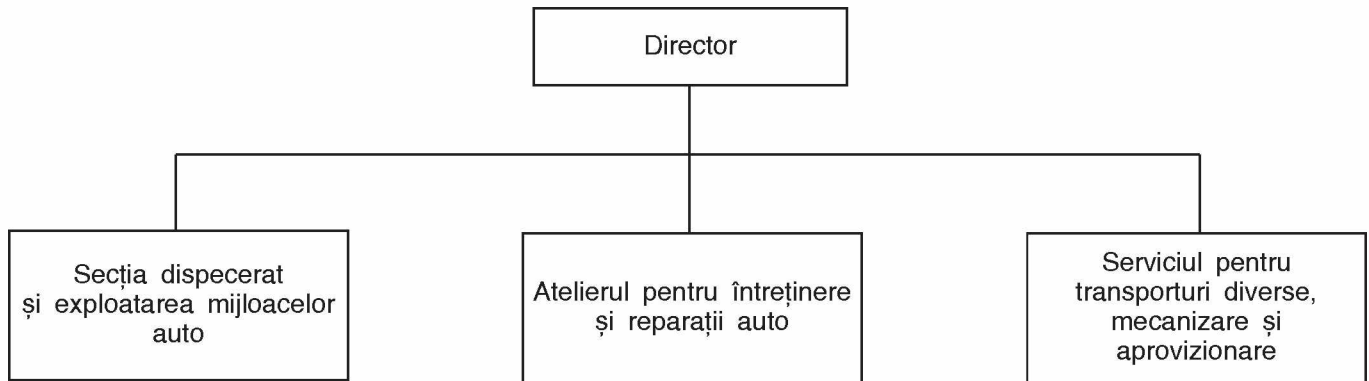 Director
Secția dispecerat
și exploatarea mijloacelor
auto
Atelierul pentru întreținere
și reparații auto
Serviciul pentru
transporturi diverse,
mecanizare și
aprovizionare